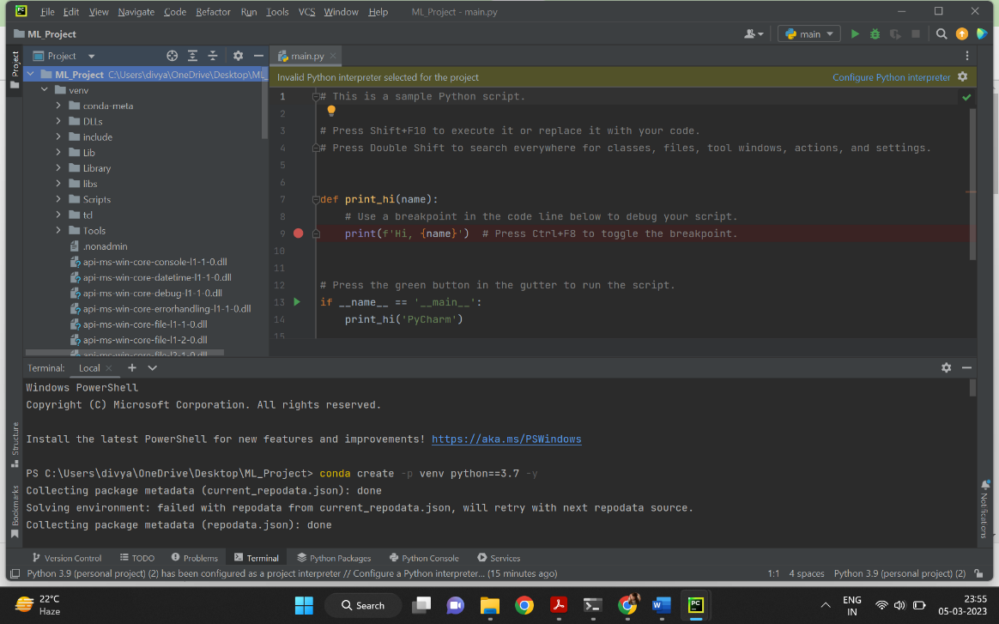 PC File Edit View Navigate Code Refactor Run Tools VCS Window Help ML_Project - main.py
ML_Project main
Project
Project main.py
ML_Project C:\Users\divya\OneDrive\Desktop\ML_
Invalid Python interpreter selected for the project Configure Python interpreter
venv
conda-meta
DLLs
include
Lib
Library
libs
Scripts
tcl
Tools
.nonadmin
api-ms-win-core-console-l1-1-0.dll
api-ms-win-core-datetime-l1-1-0.dll
api-ms-win-core-debug-l1-1-0.dll
api-ms-win-core-errorhandling-l1-1-0.dll
api-ms-win-core-file-l1-1-0.dll
api-ms-win-core-file-l1-2-0.dll
api-ms-win-core-file-l2-1-0.dll
1 # This is a sample Python script.
2
3 # Press Shift+F10 to execute it or replace it with your code.
4 # Press Double Shift to search everywhere for classes, files, tool windows, actions, and settings.
5
6
7 def print_hi(name):
8 # Use a breakpoint in the code line below to debug your script.
9 print(f'Hi, {name}') # Press Ctrl+F8 to toggle the breakpoint.
10
11
12 # Press the green button in the gutter to run the script.
13 if __name__ == '__main__':
14 print_hi('PyCharm')
15
Terminal: Local
Windows PowerShell
Copyright (C) Microsoft Corporation. All rights reserved.
Install the latest PowerShell for new features and improvements! https://aka.ms/PSWindows
PS C:\Users\divya\OneDrive\Desktop\ML_Project> conda create -p venv python==3.7 -y
Collecting package metadata (current_repodata.json): done
Solving environment: failed with repodata from current_repodata.json, will retry with next repodata source.
Collecting package metadata (repodata.json): done
Structure
Bookmarks
Notifications
Version Control TODO Problems Terminal Python Packages Python Console Services
Python 3.9 (personal project) (2) has been configured as a project interpreter // Configure a Python interpreter... (15 minutes ago) 1:1 4 spaces Python 3.9 (personal project) (2)
22°C
Haze
Search
W
PC
ENG
IN
23:55
05-03-2023